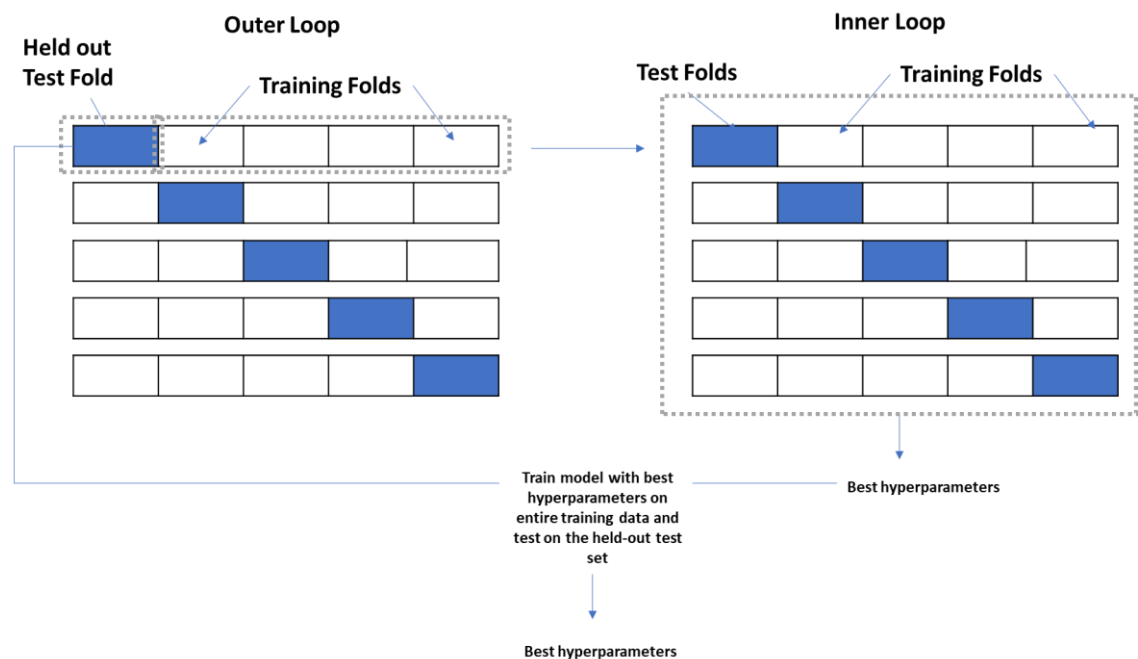 Outer Loop
Inner Loop
Held out
Test Fold
Training Folds
Test Folds
Training Folds
Train model with best
hyperparameters on
entire training data and
test on the held-out test
set
Best hyperparameters
Best hyperparameters